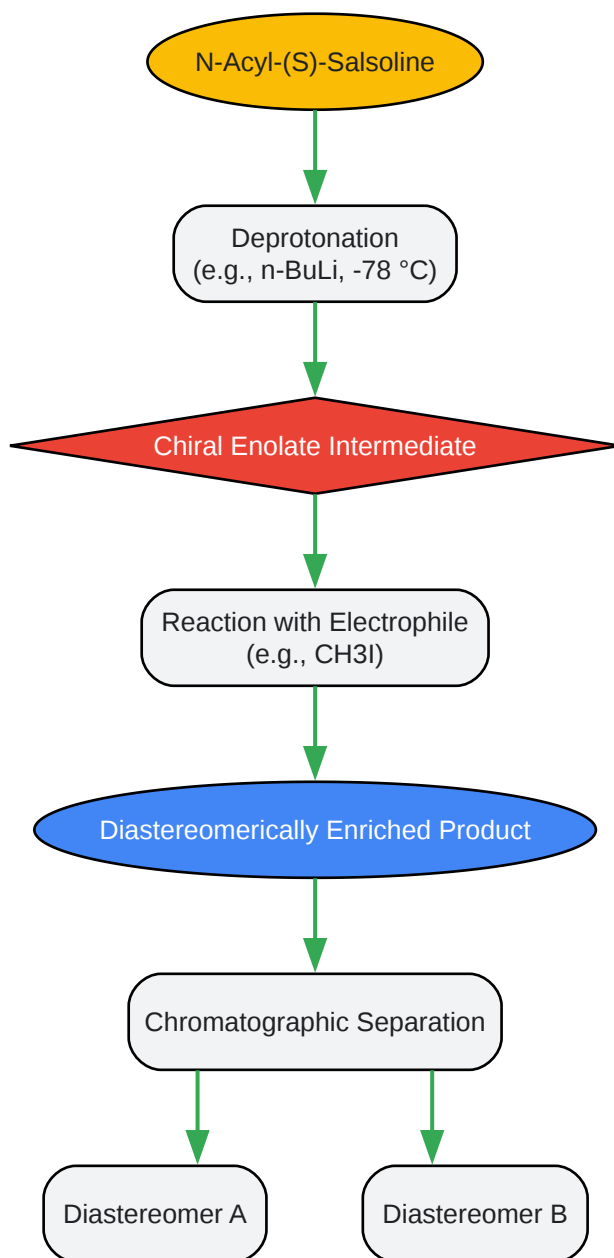 N-Acyl-(S)-Salsoline
Deprotonation
(e.g., n-BuLi, -78 °C)
Chiral Enolate Intermediate
Reaction with Electrophile
(e.g., CH3I)
Diastereomerically Enriched Product
Chromatographic Separation
Diastereomer A
Diastereomer B